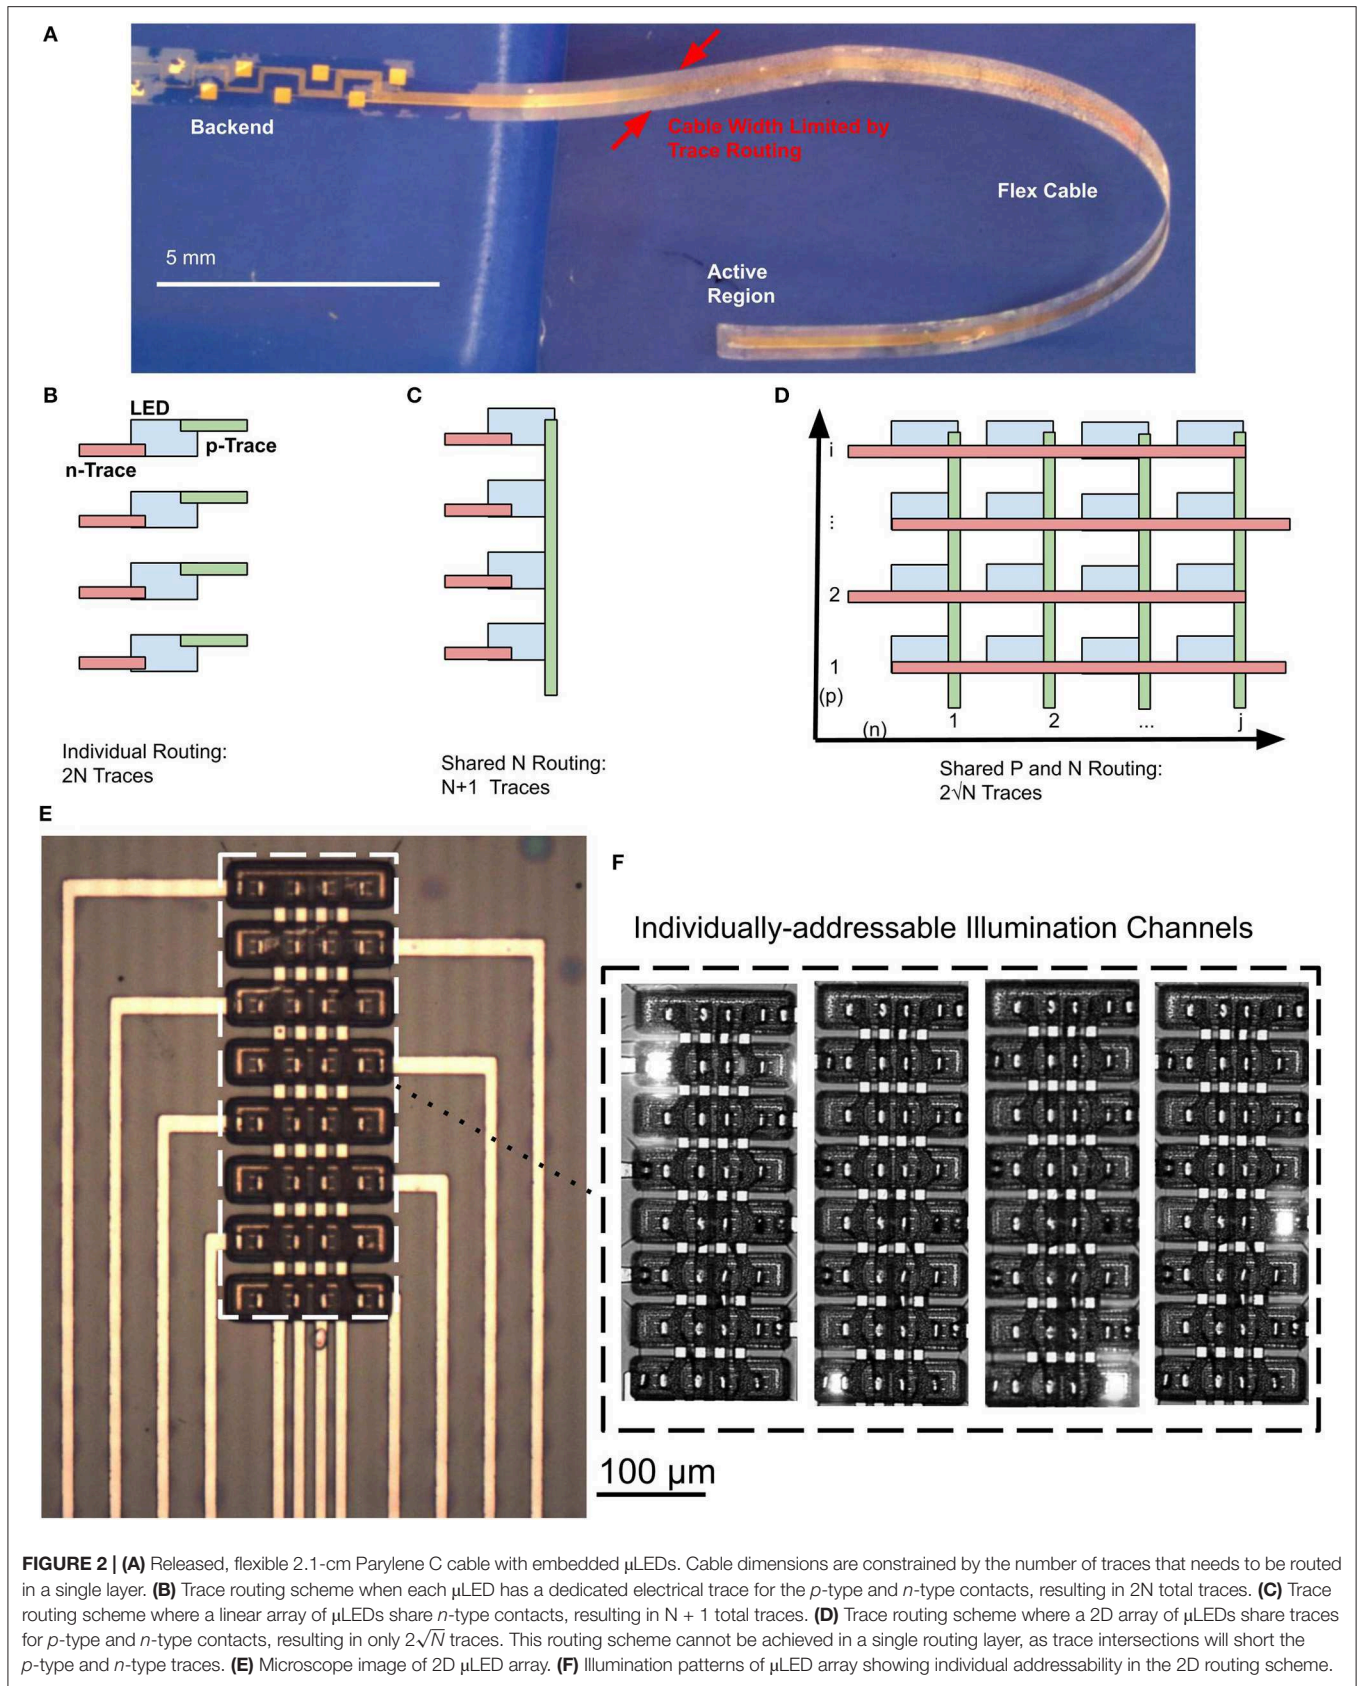 A
Backend
Cable Width Limited by
Trace Routing
Flex Cable
5 mm
Active
Region
B
LED
p-Trace
n-Trace
Individual Routing:
2N Traces
C
Shared N Routing:
N+1 Traces
D
i
...
2
1
(p)
(n)
1
2
...
j
Shared P and N Routing:
2√N Traces
E
F
Individually-addressable Illumination Channels
100 μm
FIGURE 2 | (A) Released, flexible 2.1-cm Parylene C cable with embedded μLEDs. Cable dimensions are constrained by the number of traces that needs to be routed
in a single layer. (B) Trace routing scheme when each μLED has a dedicated electrical trace for the p-type and n-type contacts, resulting in 2N total traces. (C) Trace
routing scheme where a linear array of μLEDs share n-type contacts, resulting in N + 1 total traces. (D) Trace routing scheme where a 2D array of μLEDs share traces
for p-type and n-type contacts, resulting in only 2√N traces. This routing scheme cannot be achieved in a single routing layer, as trace intersections will short the
p-type and n-type traces. (E) Microscope image of 2D μLED array. (F) Illumination patterns of μLED array showing individual addressability in the 2D routing scheme.